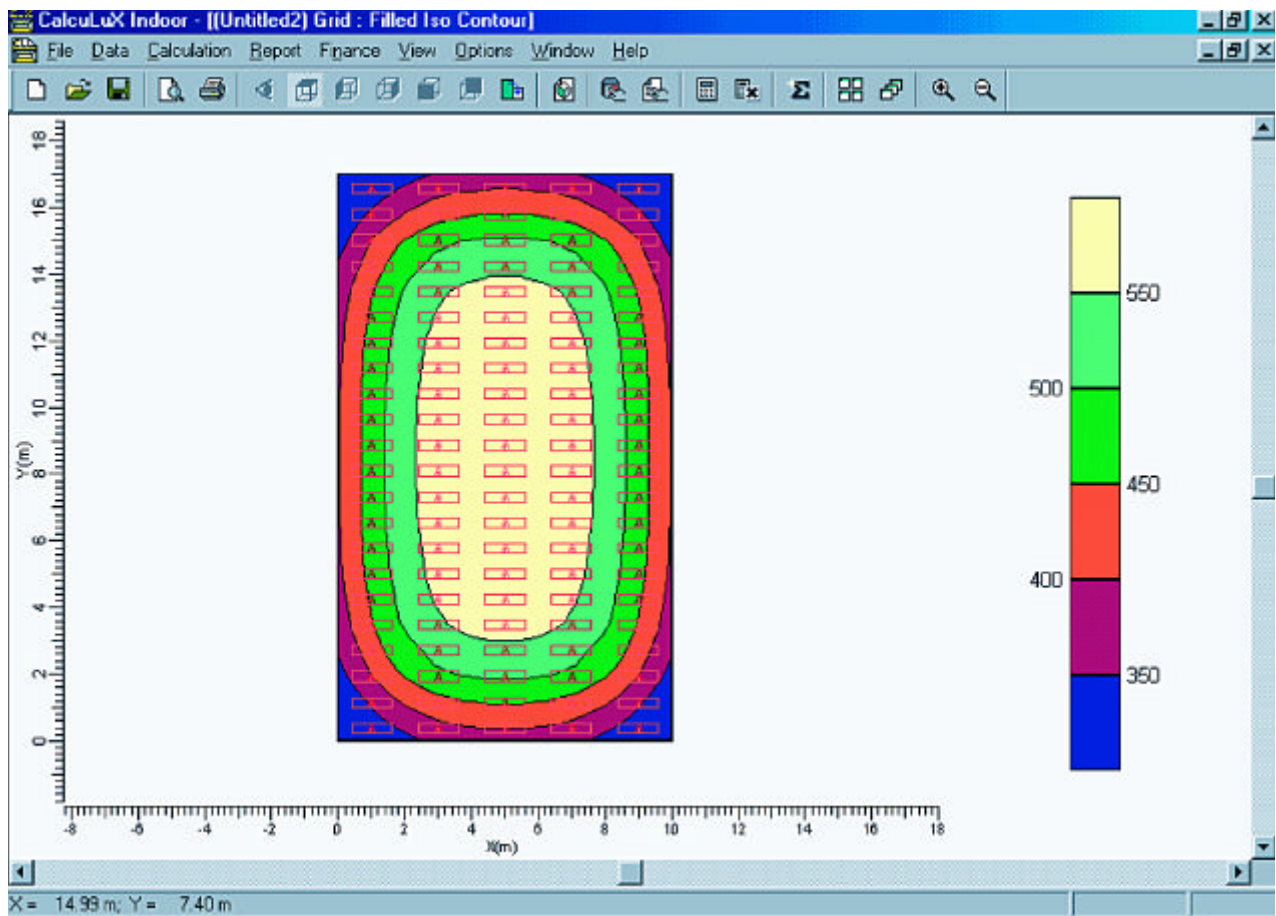 CalcuLuX Indoor - [(Untitled2) Grid : Filled Iso Contour]
File Data Calculation Report Finance View Options Window Help
18
16
14
12
10
8
6
4
2
0
Y(m)
-8 -6 -4 -2 0 2 4 6 8 10 12 14 16 18
X(m)
A A A
A A A
A A A
A A A A A
A A A A A
A A A A A
A A A A A
A A A A A
A A A A A
A A A A A
A A A A A
A A A A A
A A A A A
A A A A A
A A A A A
A A A
A A A
A A A
550
500
450
400
350
X = 14.99 m; Y = 7.40 m